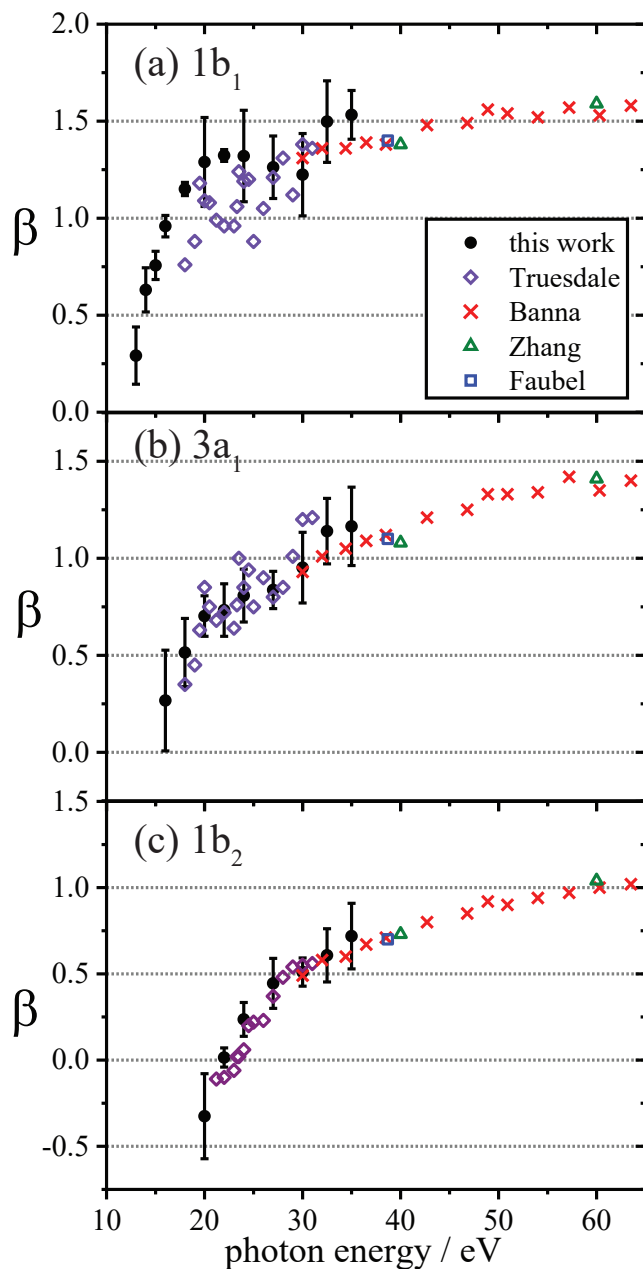 2.0
(a) 1b₁
1.5
β
1.0
this work
Truesdale
0.5
Banna
Zhang
Faubel
0.0
(b) 3a₁
1.5
1.0
β
0.5
0.0
1.5
(c) 1b₂
1.0
β
0.5
0.0
-0.5
10 20 30 40 50 60
photon energy / eV